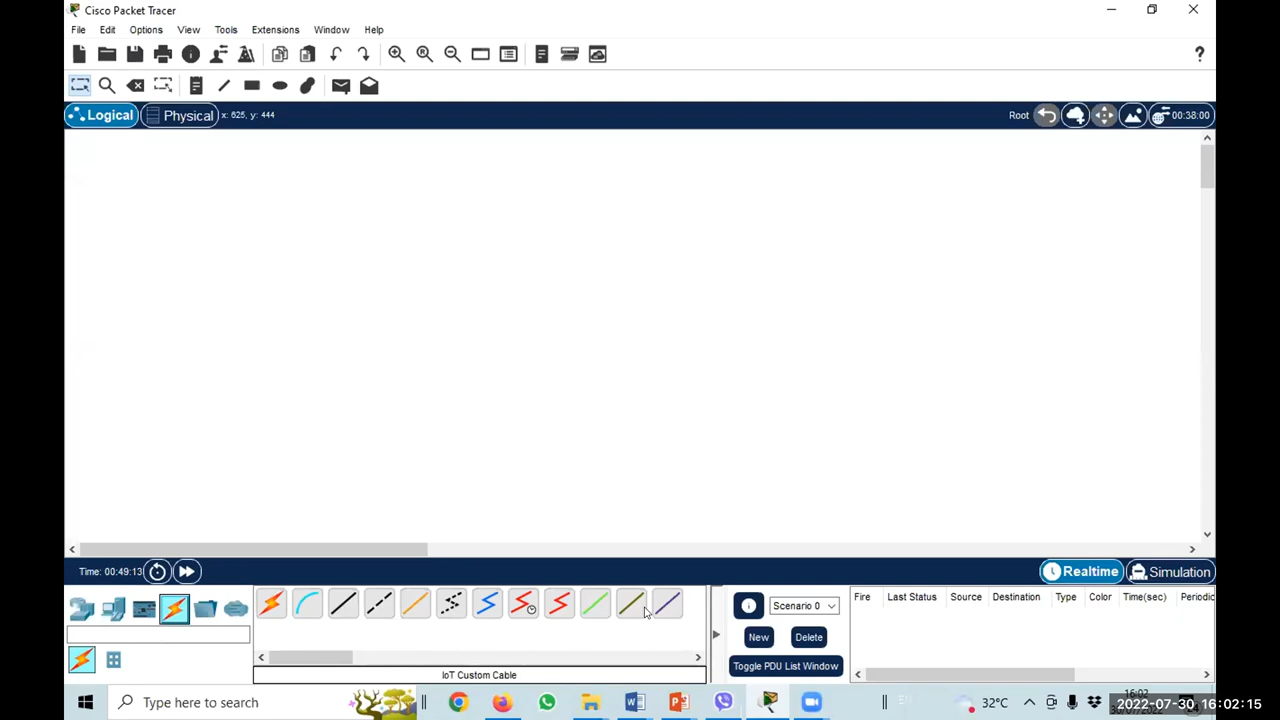 Cisco Packet Tracer
File Edit Options View Tools Extensions Window Help
?
Logical Physical x: 625, y: 444 Root 00:38:00
Time: 00:49:13 Realtime Simulation
Scenario 0 Fire Last Status Source Destination Type Color Time(sec) Periodic
New Delete
Toggle PDU List Window
IoT Custom Cable
Type here to search 32°C 16:02
2022-07-30, 16:02:15